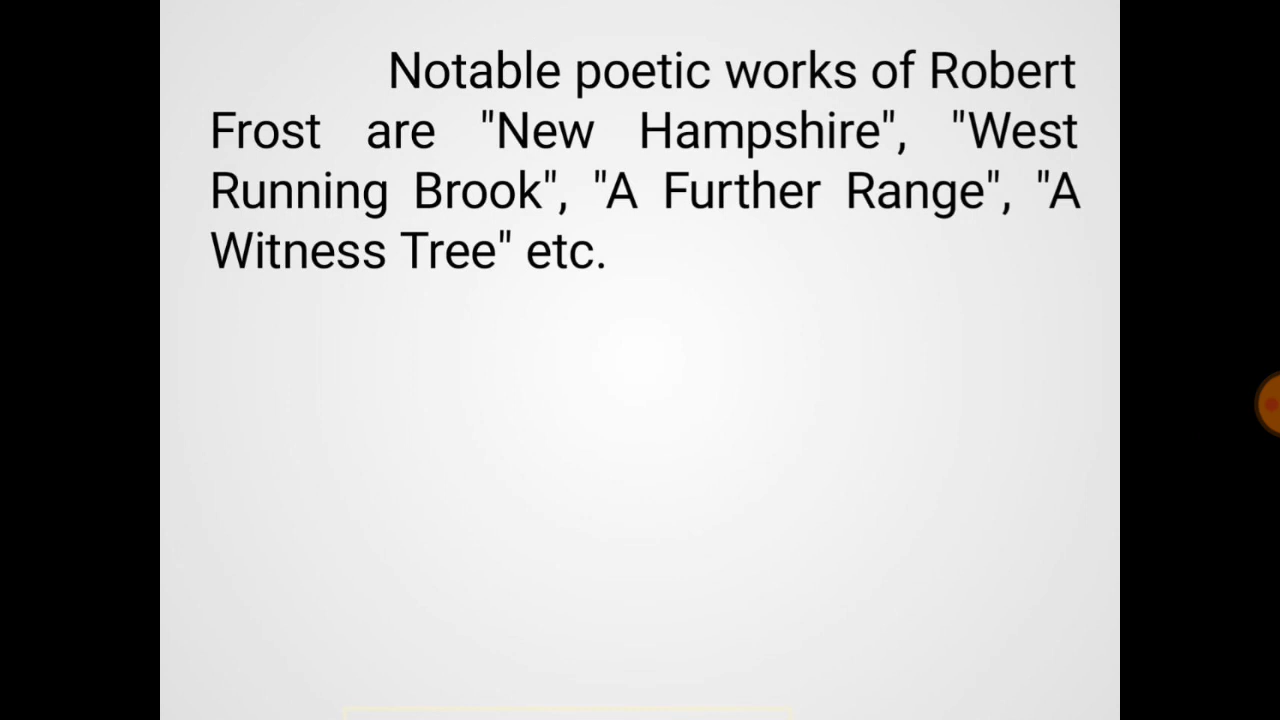 Notable poetic works of Robert
Frost are "New Hampshire", "West
Running Brook", "A Further Range", "A
Witness Tree" etc.